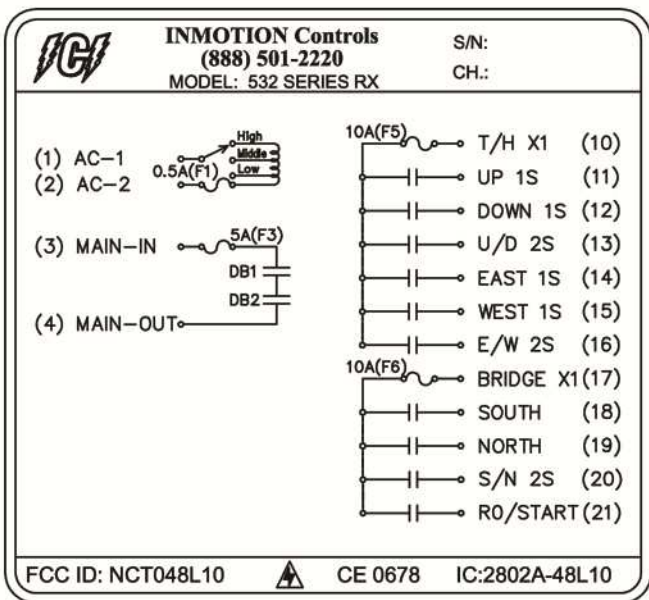 ICI
INMOTION Controls
(888) 501-2220
MODEL: 532 SERIES RX
S/N:
CH.:
(1) AC-1
(2) AC-2
0.5A(F1)
High
Middle
Low
(3) MAIN-IN
5A(F3)
DB1
DB2
(4) MAIN-OUT
10A(F5)
T/H X1 (10)
UP 1S (11)
DOWN 1S (12)
U/D 2S (13)
EAST 1S (14)
WEST 1S (15)
E/W 2S (16)
10A(F6)
BRIDGE X1 (17)
SOUTH (18)
NORTH (19)
S/N 2S (20)
RO/START (21)
FCC ID: NCT048L10
CE 0678
IC:2802A-48L10